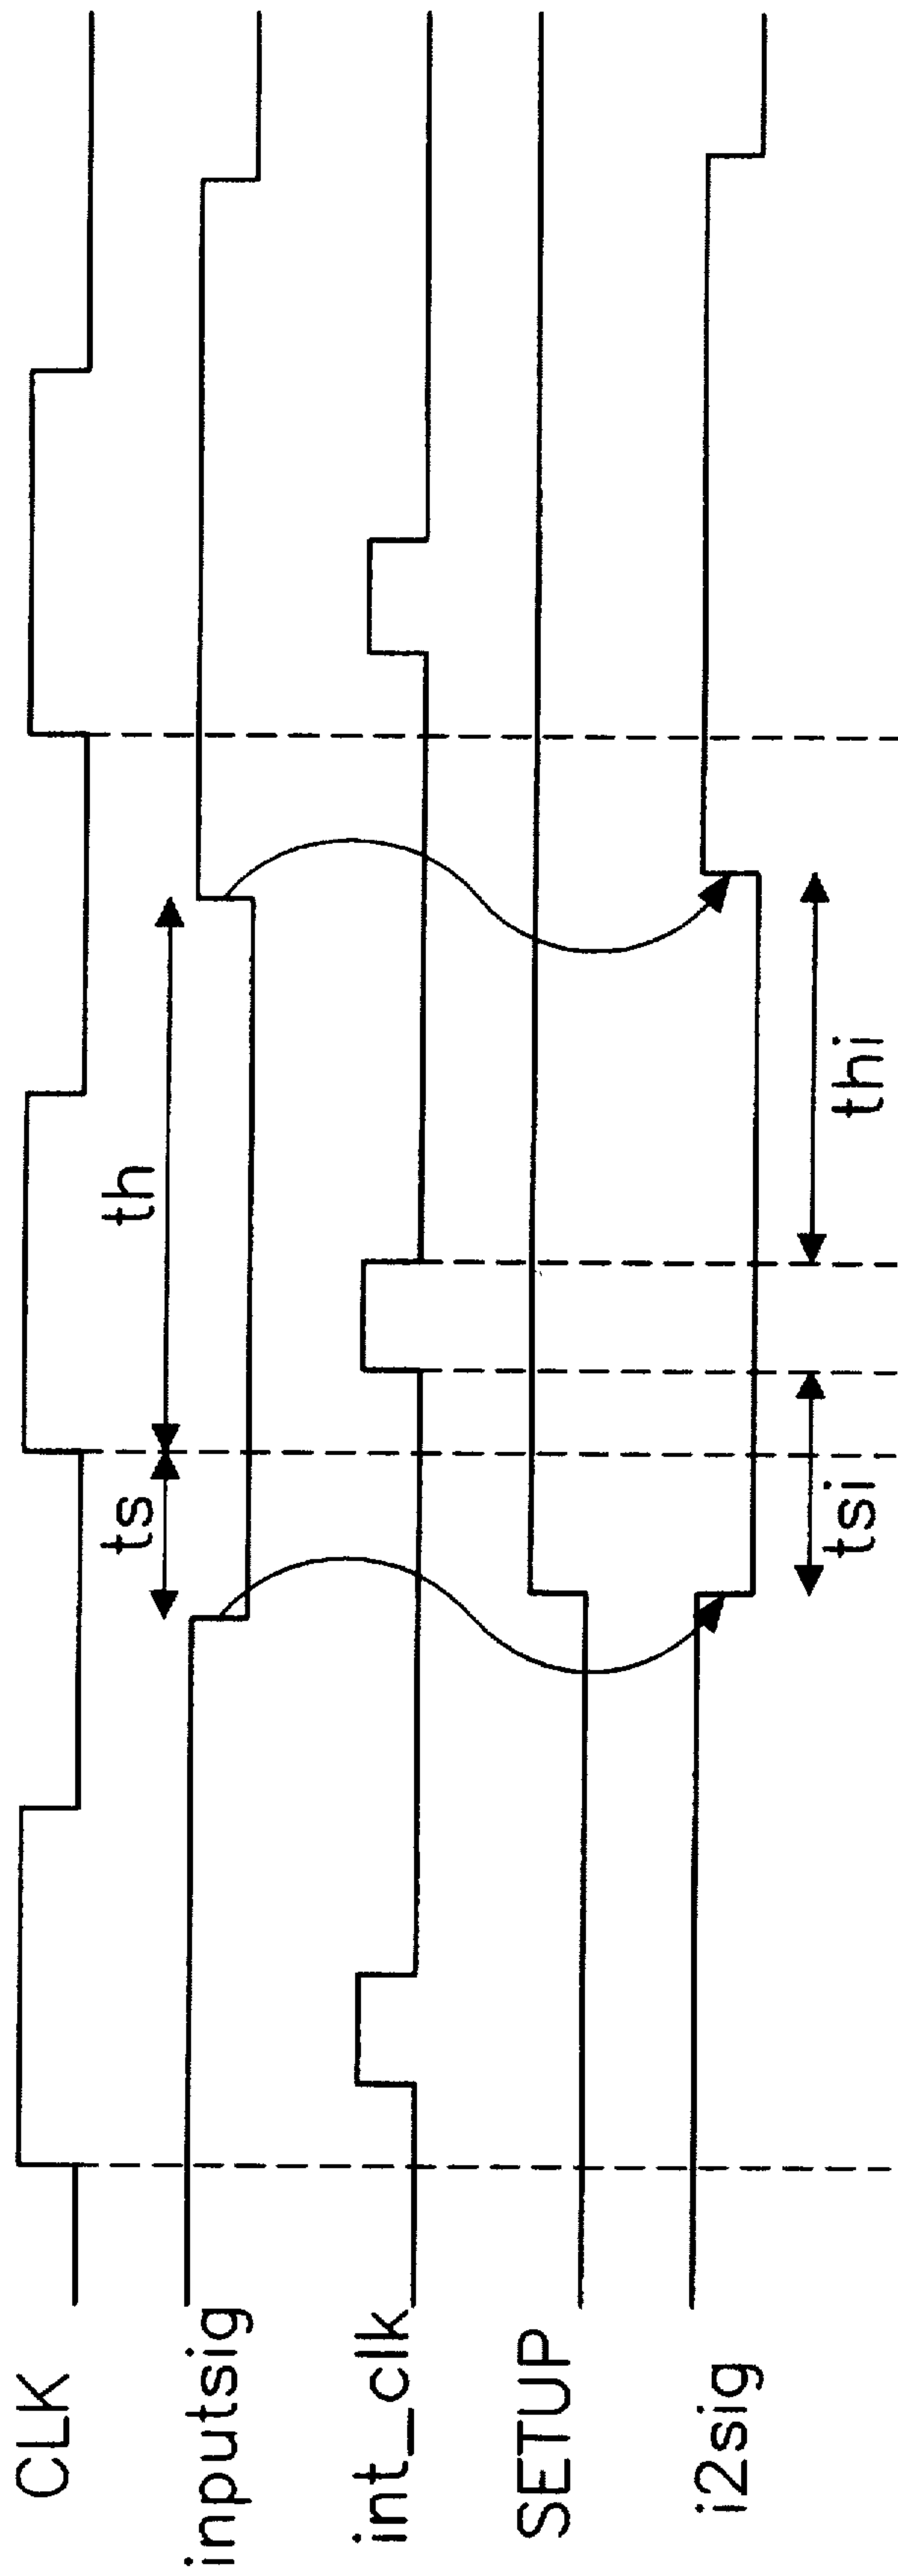 CLK
ts
th
inputsig
int_clk
SETUP
i2sig
tsi
thi